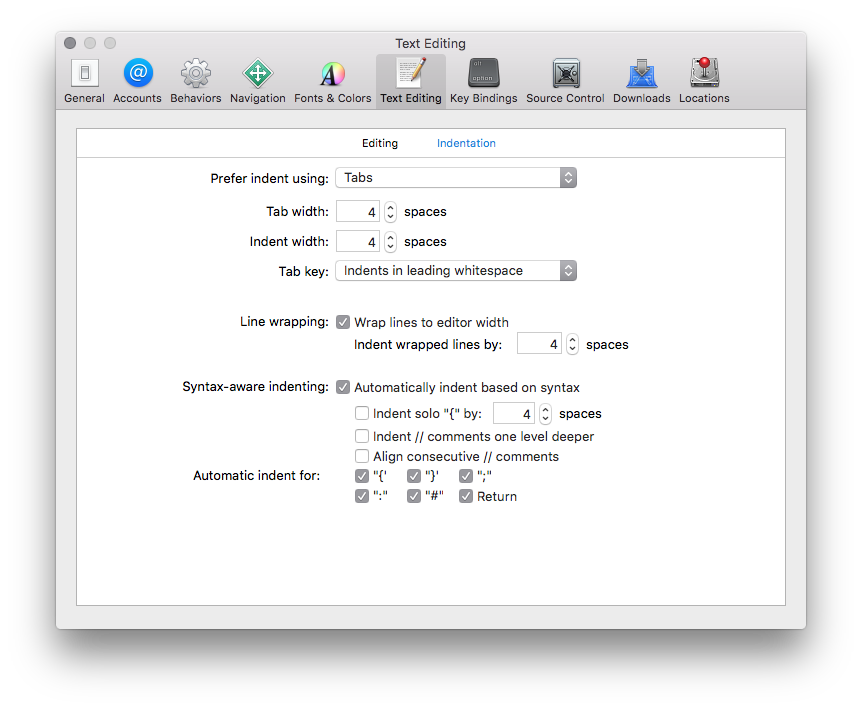 Text Editing
@
alt
option
General Accounts Behaviors Navigation Fonts & Colors Text Editing Key Bindings Source Control Downloads Locations
Editing Indentation
Prefer indent using: Tabs
Tab width: 4 spaces
Indent width: 4 spaces
Tab key: Indents in leading whitespace
Line wrapping: Wrap lines to editor width
Indent wrapped lines by: 4 spaces
Syntax-aware indenting: Automatically indent based on syntax
Indent solo "{" by: 4 spaces
Indent // comments one level deeper
Align consecutive // comments
Automatic indent for: "{' "}' ";"
":" "#" Return